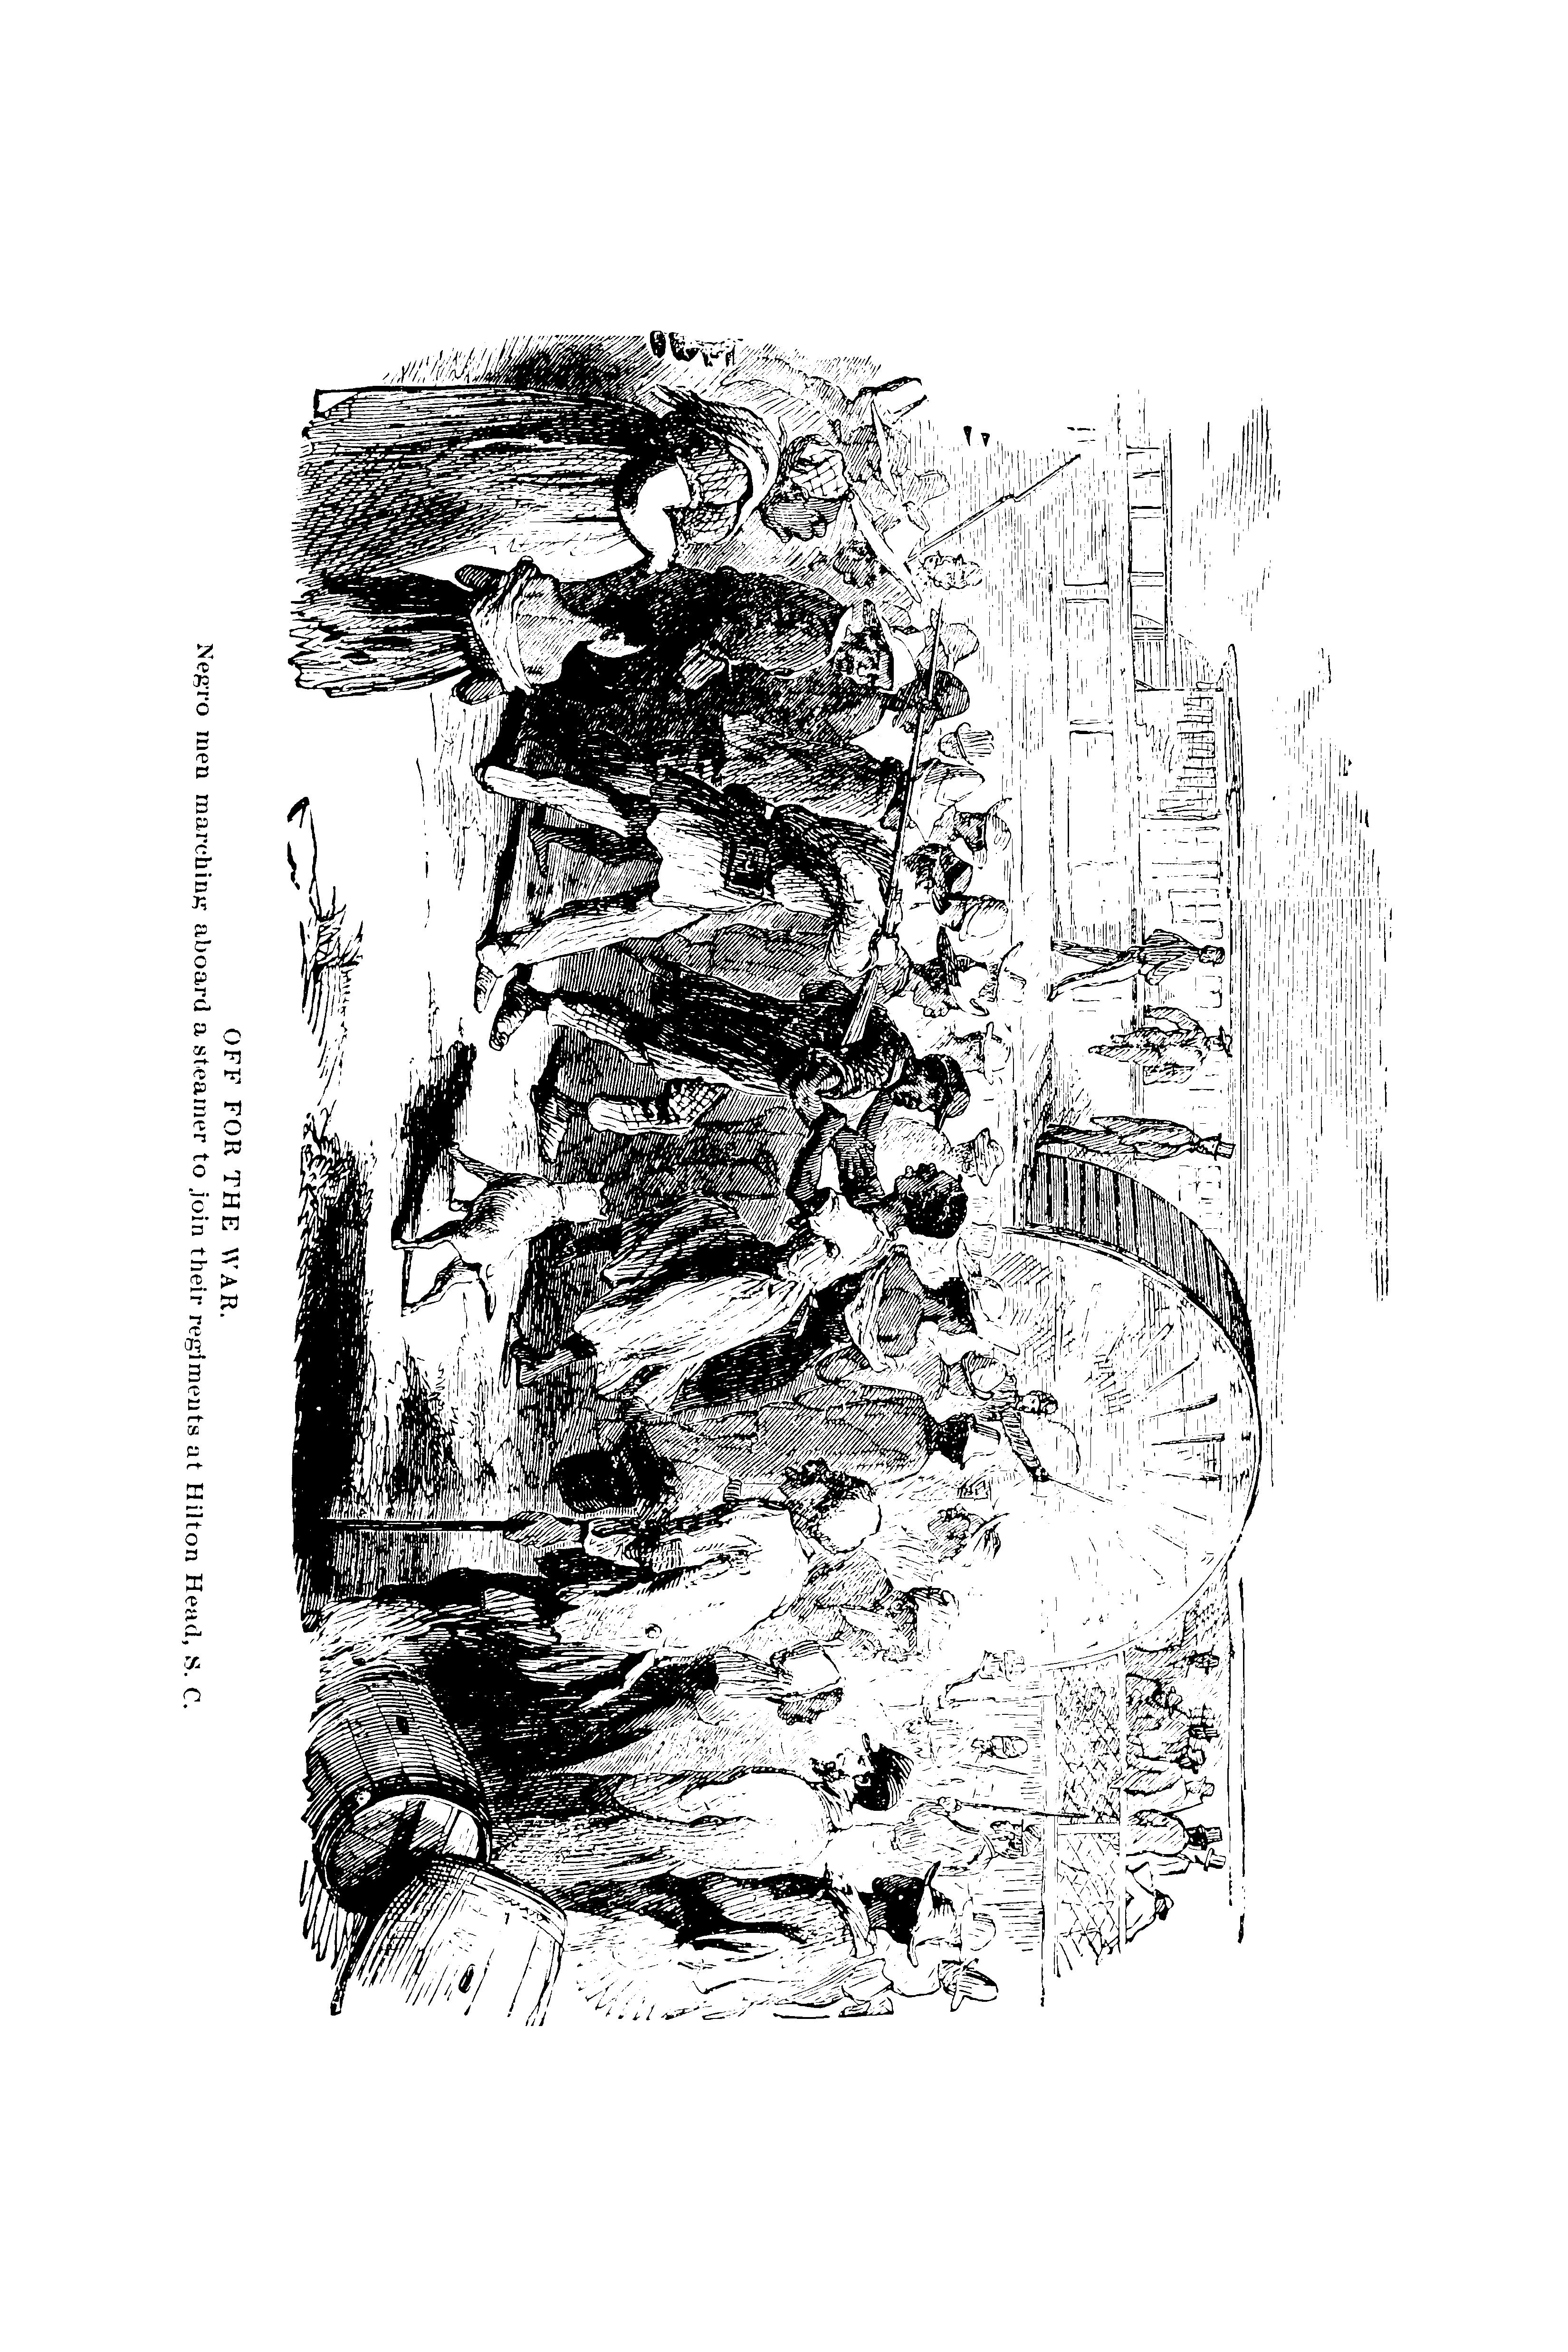 OFF FOR THE WAR.
Negro men marching aboard a steamer to join their regiments at Hilton Head, S. C.